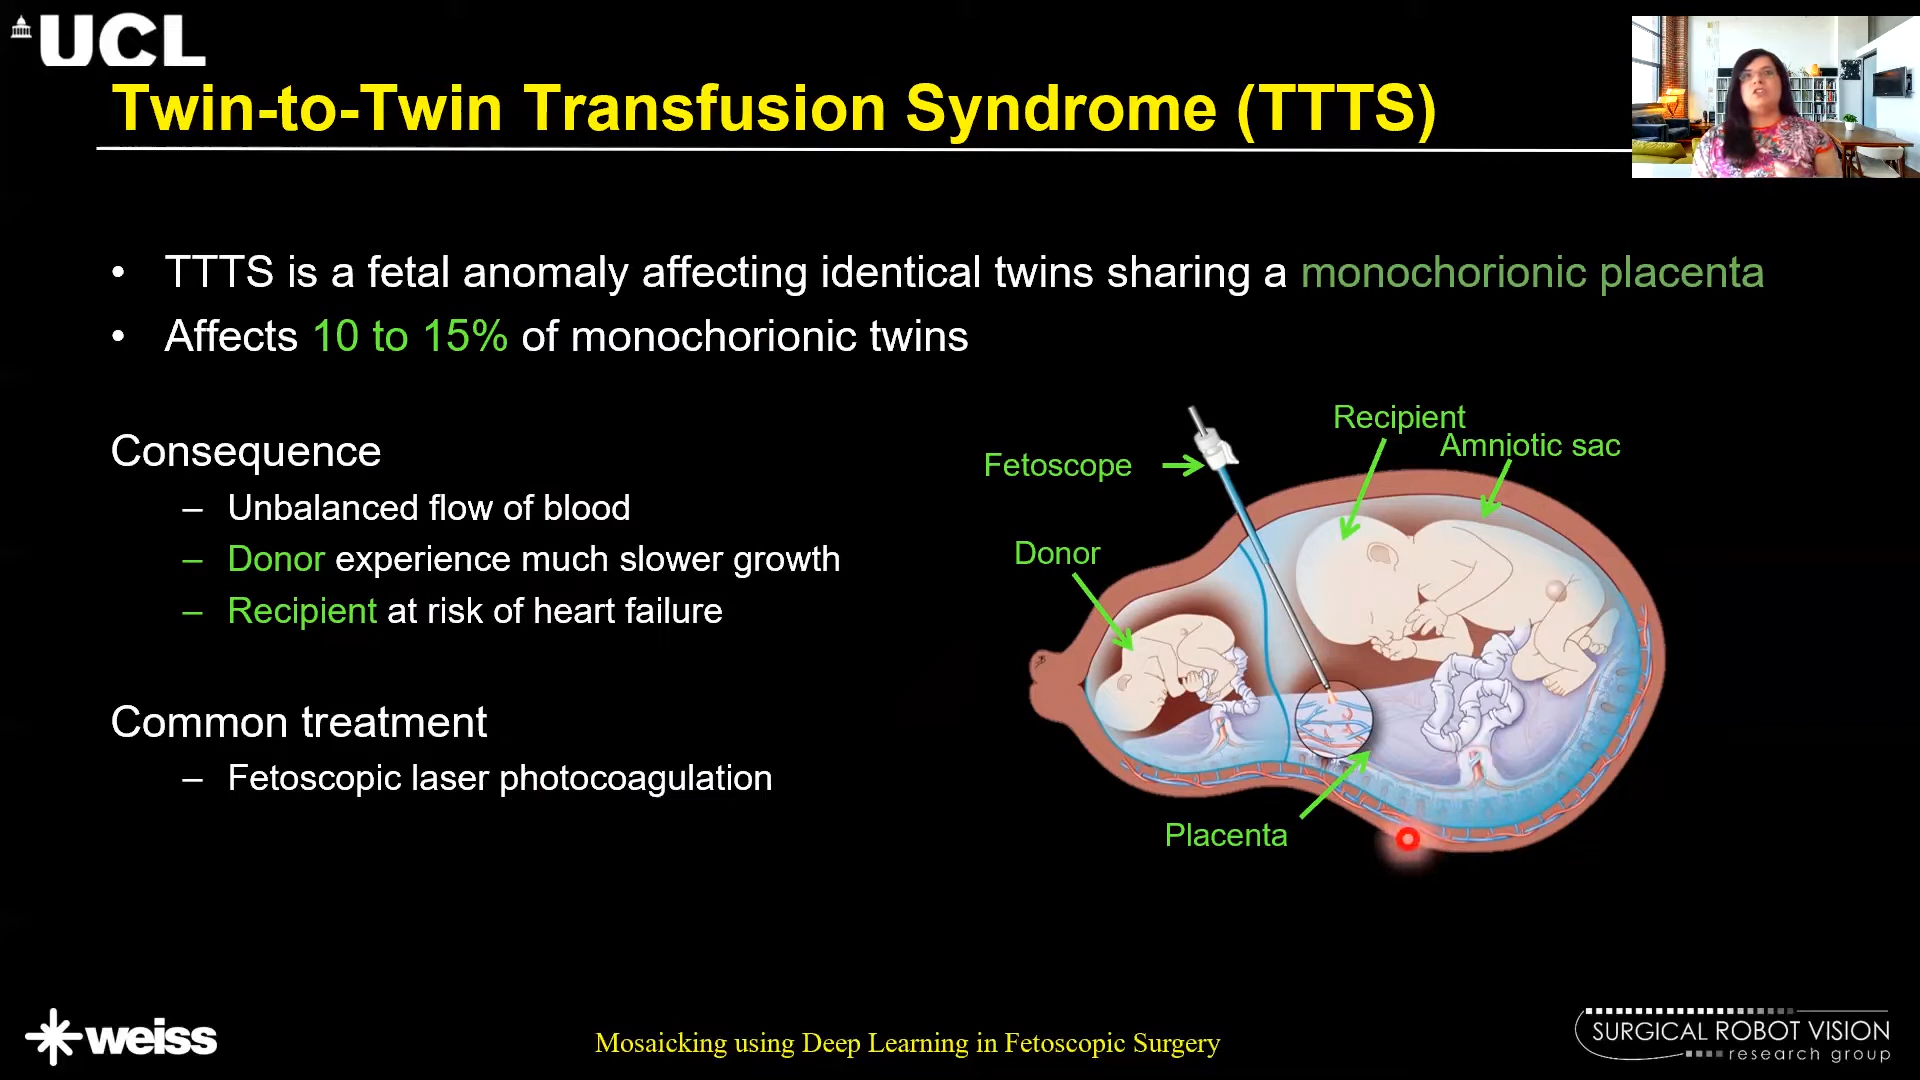 UCL
Twin-to-Twin Transfusion Syndrome (TTTS)
• TTTS is a fetal anomaly affecting identical twins sharing a monochorionic placenta
• Affects 10 to 15% of monochorionic twins
Consequence
– Unbalanced flow of blood
– Donor experience much slower growth
– Recipient at risk of heart failure
Common treatment
– Fetoscopic laser photocoagulation
Recipient
Amniotic sac
Fetoscope
Donor
Placenta
weiss
Mosaicking using Deep Learning in Fetoscopic Surgery
SURGICAL ROBOT VISION
research group